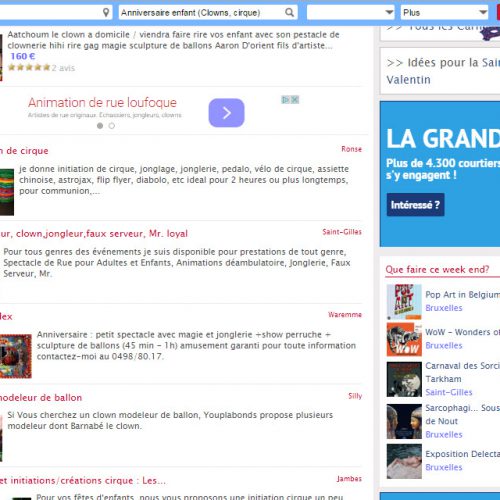 Anniversaire enfant (Clowns, cirque)
Plus
Aatchoum le clown a domicile / viendra faire rire vos enfant avec son pestacle de
clownerie hihi rire gag magie sculpture de ballons Aaron D'orient fils d'artiste...
160 €
2 avis
Animation de rue loufoque
Artistes de rue originaux. Echassiers, jongleurs, clowns
n de cirque
Ronse
je donne initiation de cirque, jonglage, jonglerie, pedalo, vélo de cirque, assiette
chinoise, astrojax, flip flyer, diabolo, etc ideal pour 2 heures ou plus longtemps,
pour communion,...
ur, clown,jongleur,faux serveur, Mr. loyal
Saint-Gilles
Pour tous genres des événements je suis disponible pour prestations de tout genre,
Spectacle de Rue pour Adultes et Enfants, Animations déambulatoire, Jonglerie, Faux
Serveur, Mr.
lex
Waremme
Anniversaire : petit spectacle avec magie et jonglerie +show perruche +
sculpture de ballons (45 min - 1h) amusement garanti pour toute information
contactez-moi au 0498/80.17.
modeleur de ballon
Silly
Si Vous cherchez un clown modeleur de ballon, Youplabonds propose plusieurs
modeleur dont Barnabé le clown.
et initiations/créations cirque : Les...
Jambes
Pour vos fêtes d'enfants, nous vous proposons une initiation cirque en
>> Tous les
>> Idées pour la Sain
Valentin
LA GRAND
Plus de 4.300 courtiers
s'y engagent !
Intéressé ?
Que faire ce week end?
Pop Art in Belgium
Bruxelles
WoW - Wonders of
Bruxelles
Carnaval des Sorci
Tarkham
Saint-Gilles
Sarcophagi... Sous
de Nout
Bruxelles
Exposition Delecta
Bruxelles